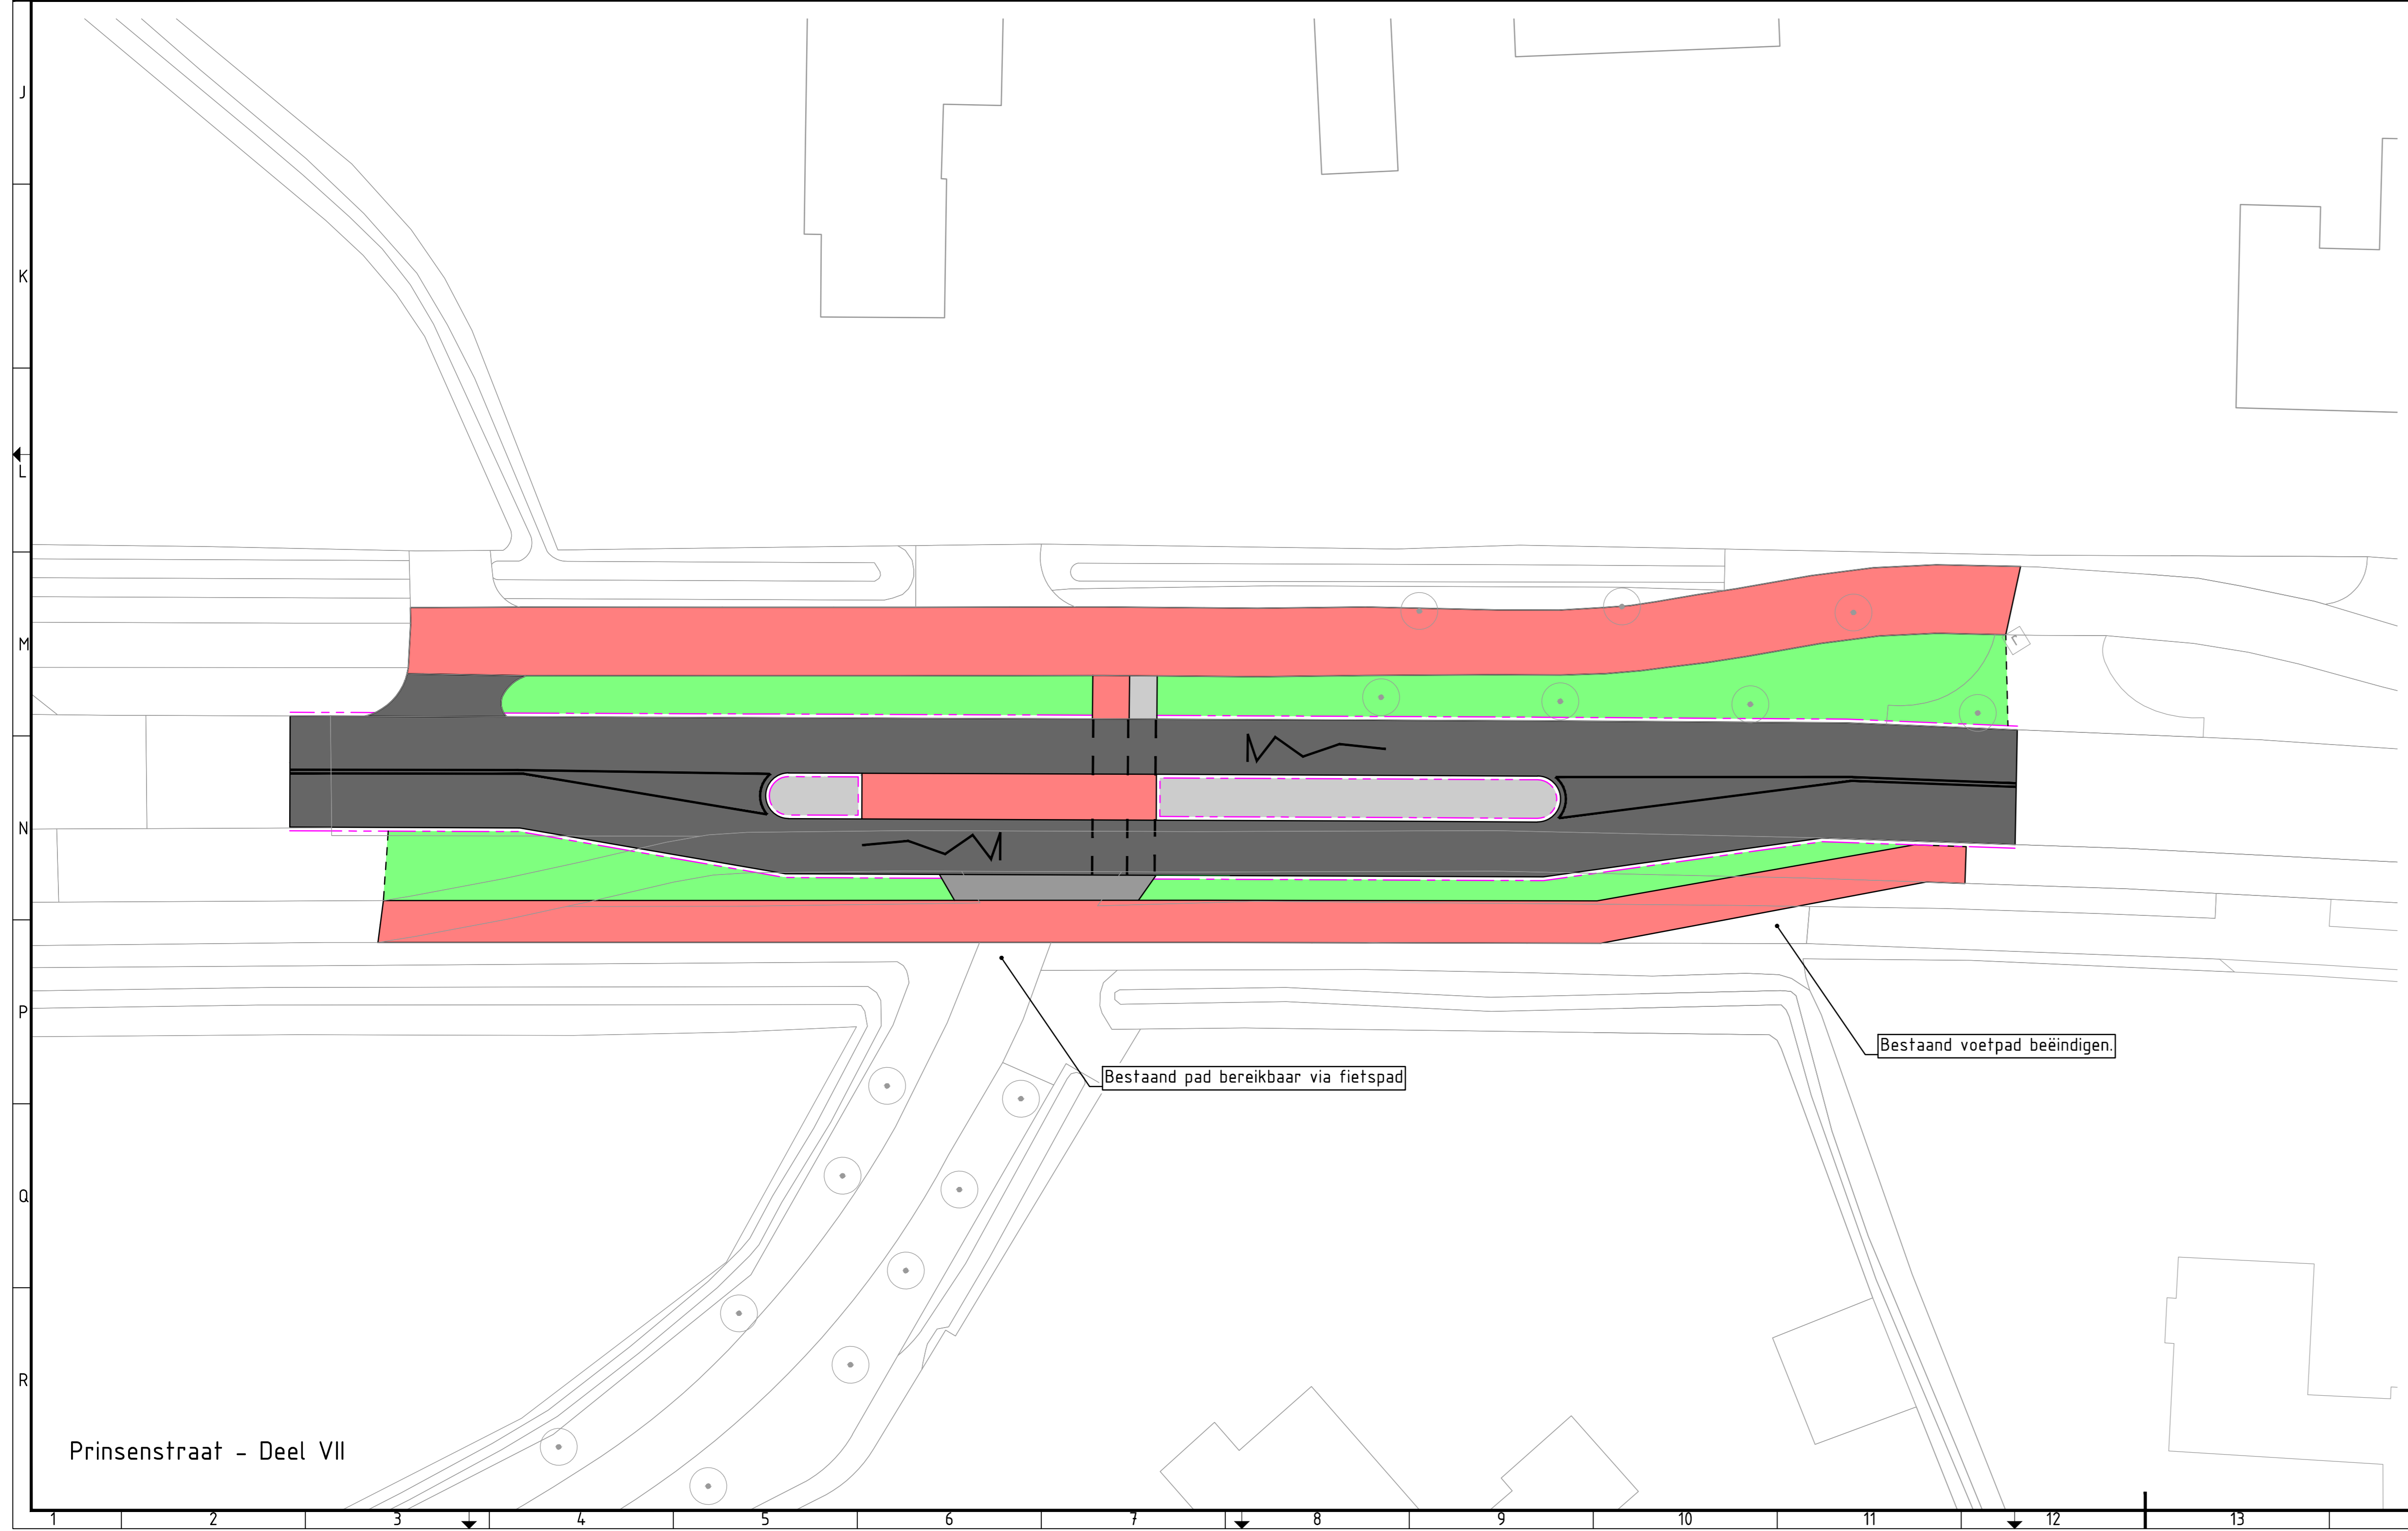 J
K
L
M
N
P
Q
R
Bestaand voetpad beëindigen.
Bestaand pad bereikbaar via fietspad
Prinsenstraat - Deel VII
1 2 3 4 5 6 7 8 9 10 11 12 13